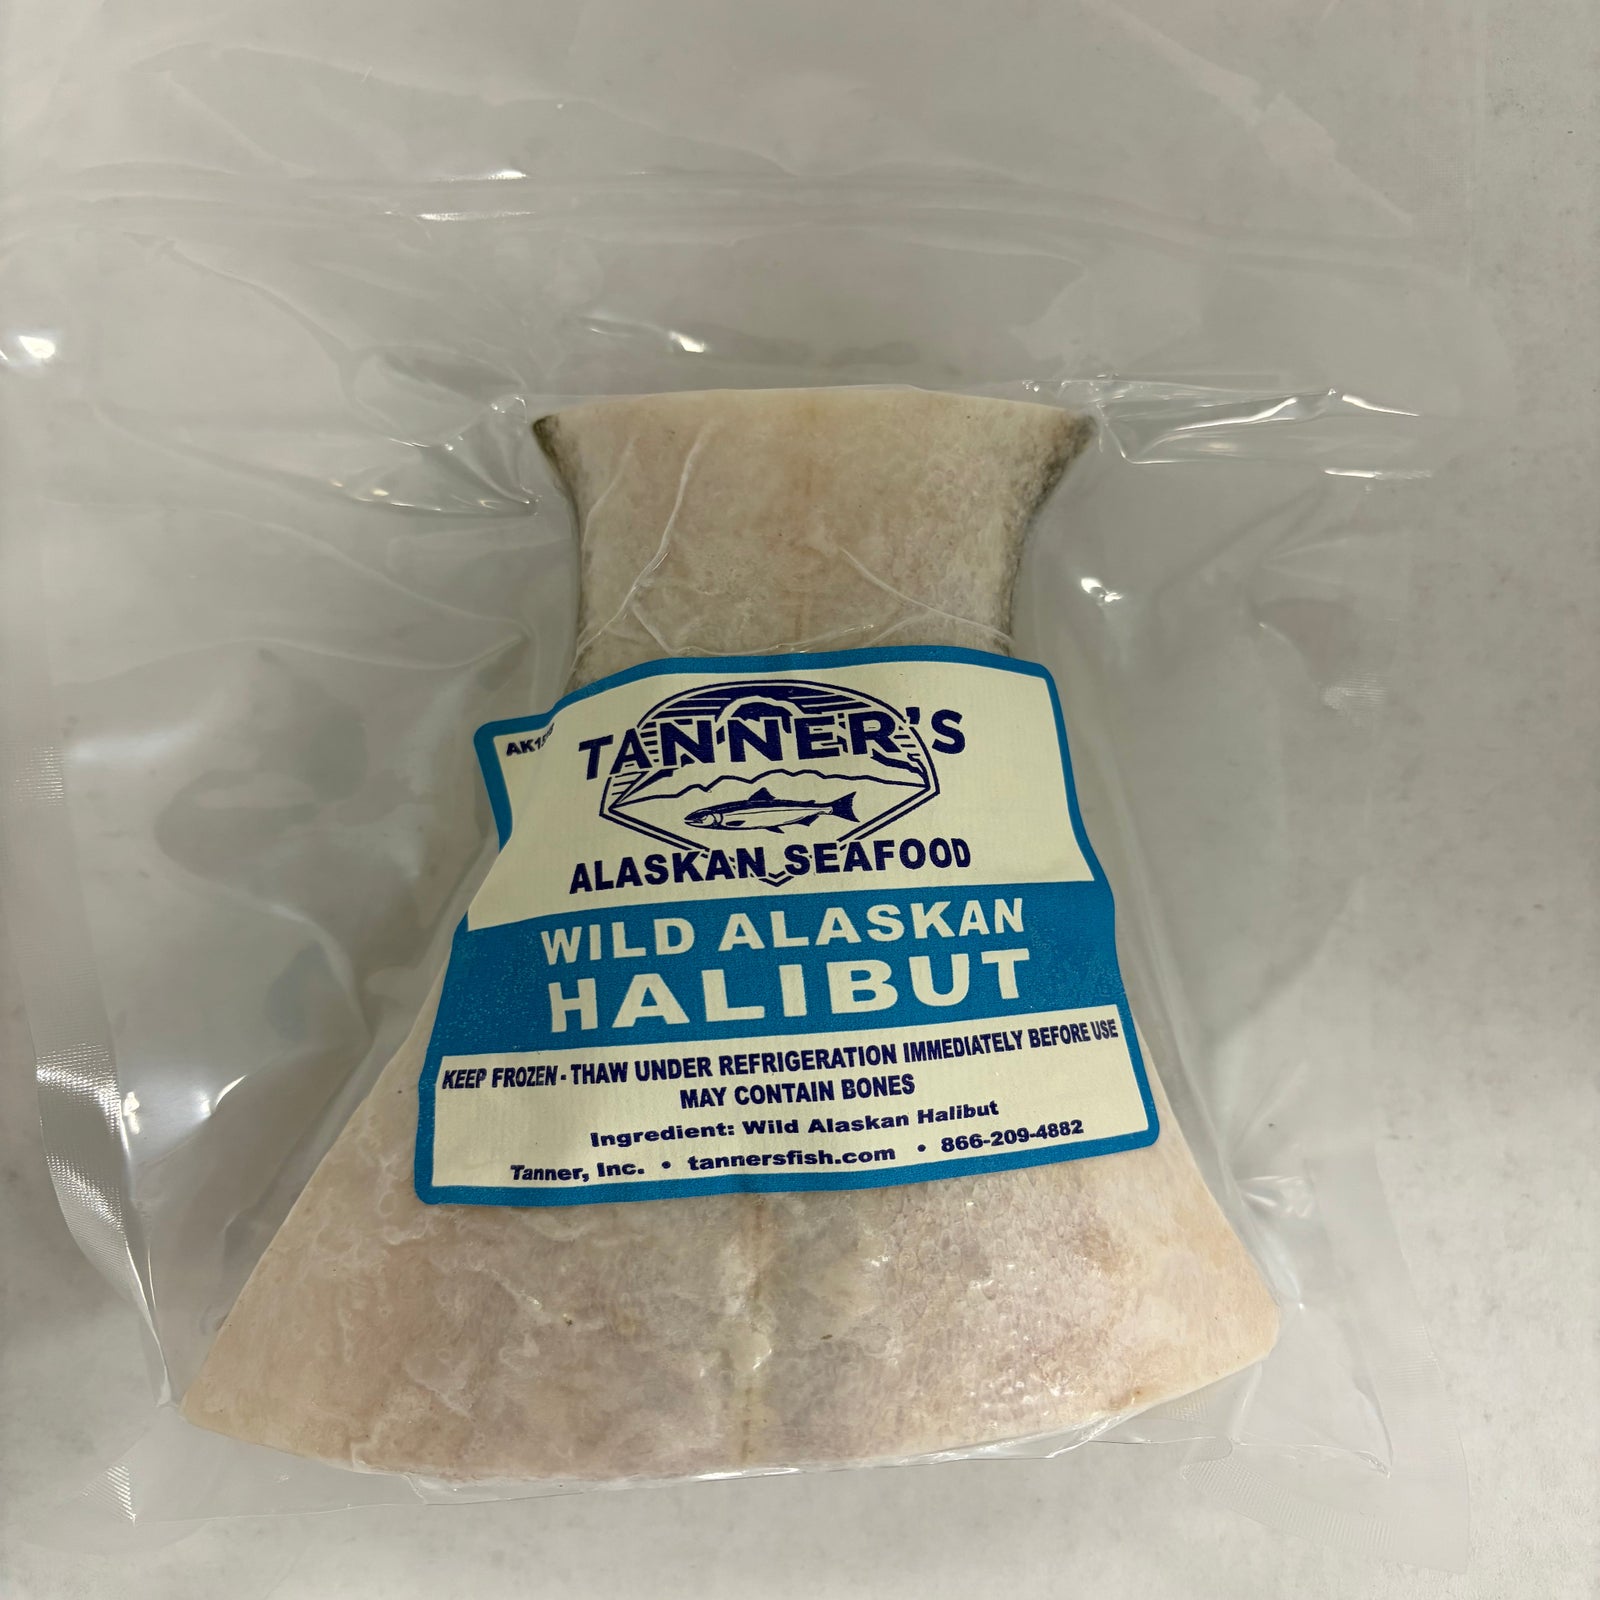 TANNER'S
ALASKAN SEAFOOD
WILD ALASKAN
HALIBUT
KEEP FROZEN - THAW UNDER REFRIGERATION IMMEDIATELY BEFORE USE
MAY CONTAIN BONES
Ingredient: Wild Alaskan Halibut
Tanner, Inc. • tannersfish.com • 866-209-4882